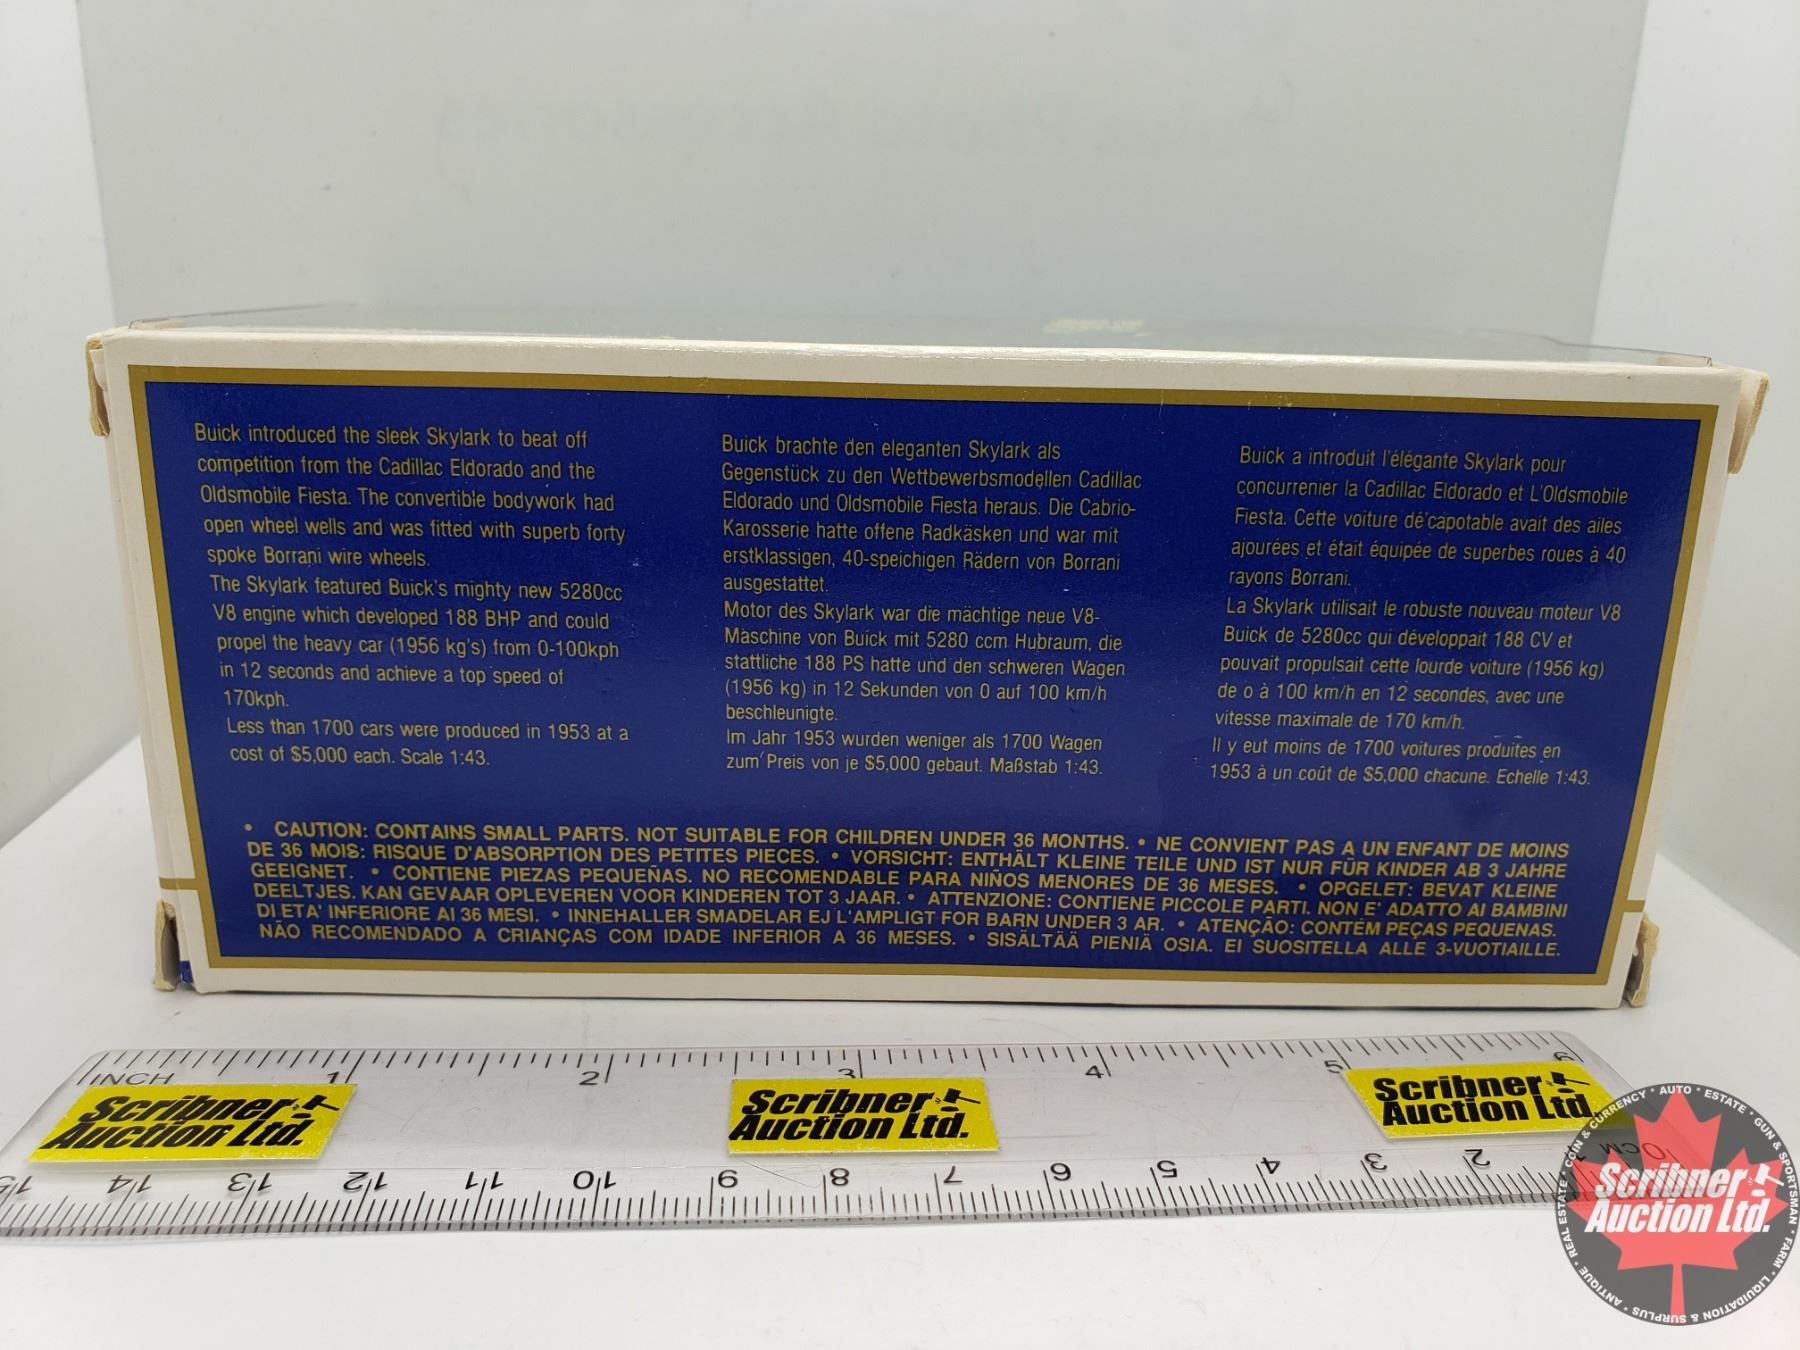 Buick introduced the sleek Skylark to beat off
competition from the Cadillac Eldorado and the
Oldsmobile Fiesta. The convertible bodywork had
open wheel wells and was fitted with superb forty
spoke Borrani wire wheels.
The Skylark featured Buick's mighty new 5280cc
V8 engine which developed 188 BHP and could
propel the heavy car (1956 kg's) from 0-100kph
in 12 seconds and achieve a top speed of
170kph.
Less than 1700 cars were produced in 1953 at a
cost of $5,000 each. Scale 1:43.
Buick brachte den eleganten Skylark als
Gegenstück zu den Wettbewerbsmodellen Cadillac
Eldorado und Oldsmobile Fiesta heraus. Die Cabrio-
Karosserie hatte offene Radkäsken und war mit
erstklassigen, 40-speichigen Rädern von Borrani
ausgestattet.
Motor des Skylark war die mächtige neue V8-
Maschine von Buick mit 5280 ccm Hubraum, die
stattliche 188 PS hatte und den schweren Wagen
(1956 kg) in 12 Sekunden von 0 auf 100 km/h
beschleunigte.
Im Jahr 1953 wurden weniger als 1700 Wagen
zum Preis von je $5,000 gebaut. Maßstab 1:43.
Buick a introduit l'élégante Skylark pour
concurrenier la Cadillac Eldorado et L'Oldsmobile
Fiesta. Cette voiture dé'capotable avait des ailes
ajourées et était équipée de superbes roues à 40
rayons Borrani.
La Skylark utilisait le robuste nouveau moteur V8
Buick de 5280cc qui développait 188 CV et
pouvait propulsait cette lourde voiture (1956 kg)
de o à 100 km/h en 12 secondes, avec une
vitesse maximale de 170 km/h.
Il y eut moins de 1700 voitures produites en
1953 à un coût de $5,000 chacune. Echelle 1:43.
• CAUTION: CONTAINS SMALL PARTS. NOT SUITABLE FOR CHILDREN UNDER 36 MONTHS. • NE CONVIENT PAS A UN ENFANT DE MOINS
DE 36 MOIS: RISQUE D'ABSORPTION DES PETITES PIECES. • VORSICHT: ENTHÄLT KLEINE TEILE UND IST NUR FÜR KINDER AB 3 JAHRE
GEEIGNET. • CONTIENE PIEZAS PEQUEÑAS. NO RECOMENDABLE PARA NIÑOS MENORES DE 36 MESES. • OPGELET: BEVAT KLEINE
DEELTJES. KAN GEVAAR OPLEVEREN VOOR KINDEREN TOT 3 JAAR. • ATTENZIONE: CONTIENE PICCOLE PARTI. NON E' ADATTO AI BAMBINI
DI ETA' INFERIORE AI 36 MESI. • INNEHALLER SMADELAR EJ L'AMPLIGT FOR BARN UNDER 3 AR. • ATENÇÃO: CONTÉM PEÇAS PEQUENAS.
NÃO RECOMENDADO A CRIANÇAS COM IDADE INFERIOR A 36 MESES. • SISÄLTÄÄ PIENIÄ OSIA. EI SUOSITELLA ALLE 3-VUOTIAILLE.
INCH 1 2 3 4 5 6
Scribner
Auction Ltd.
Scribner
Auction Ltd.
Scribner
Auction Ltd.
15 14 13 12 11 10 9 8 7 6 5 4 3 2 1 0CM
COIN & CURRENCY • AUTO • ESTATE • GUN & SPORTSMAN • FARM • LIQUIDATION & SURPLUS • ANTIQUE • REAL ESTATE •
Scribner
Auction Ltd.